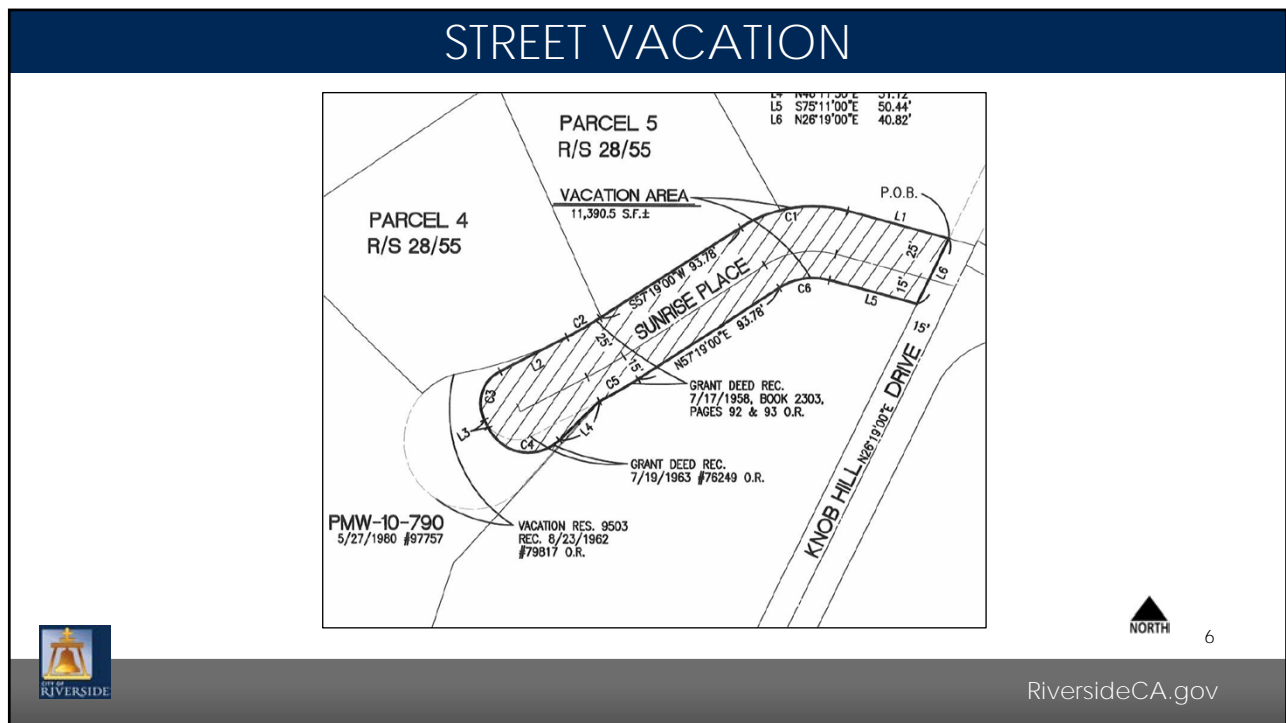 STREET VACATION
L5 S75°11'00"E 50.44'
L6 N26°19'00"E 40.82'
PARCEL 5
R/S 28/55
VACATION AREA
11,390.5 S.F.±
P.O.B.
PARCEL 4
R/S 28/55
C1
L1
25'
L6
15'
S57°19'00"W 93.78'
SUNRISE PLACE
C6
L5
N57°19'00"E 93.78'
15'
C2
25'
15'
L2
C5
C3
L3
C4
L4
GRANT DEED REC.
7/17/1958, BOOK 2303,
PAGES 92 & 93 O.R.
GRANT DEED REC.
7/19/1963 #76249 O.R.
KNOB HILL DRIVE
N26°19'00"E
PMW-10-790
5/27/1980 #97757
VACATION RES. 9503
REC. 8/23/1962
#79817 O.R.
NORTH
6
CITY OF
RIVERSIDE
RiversideCA.gov